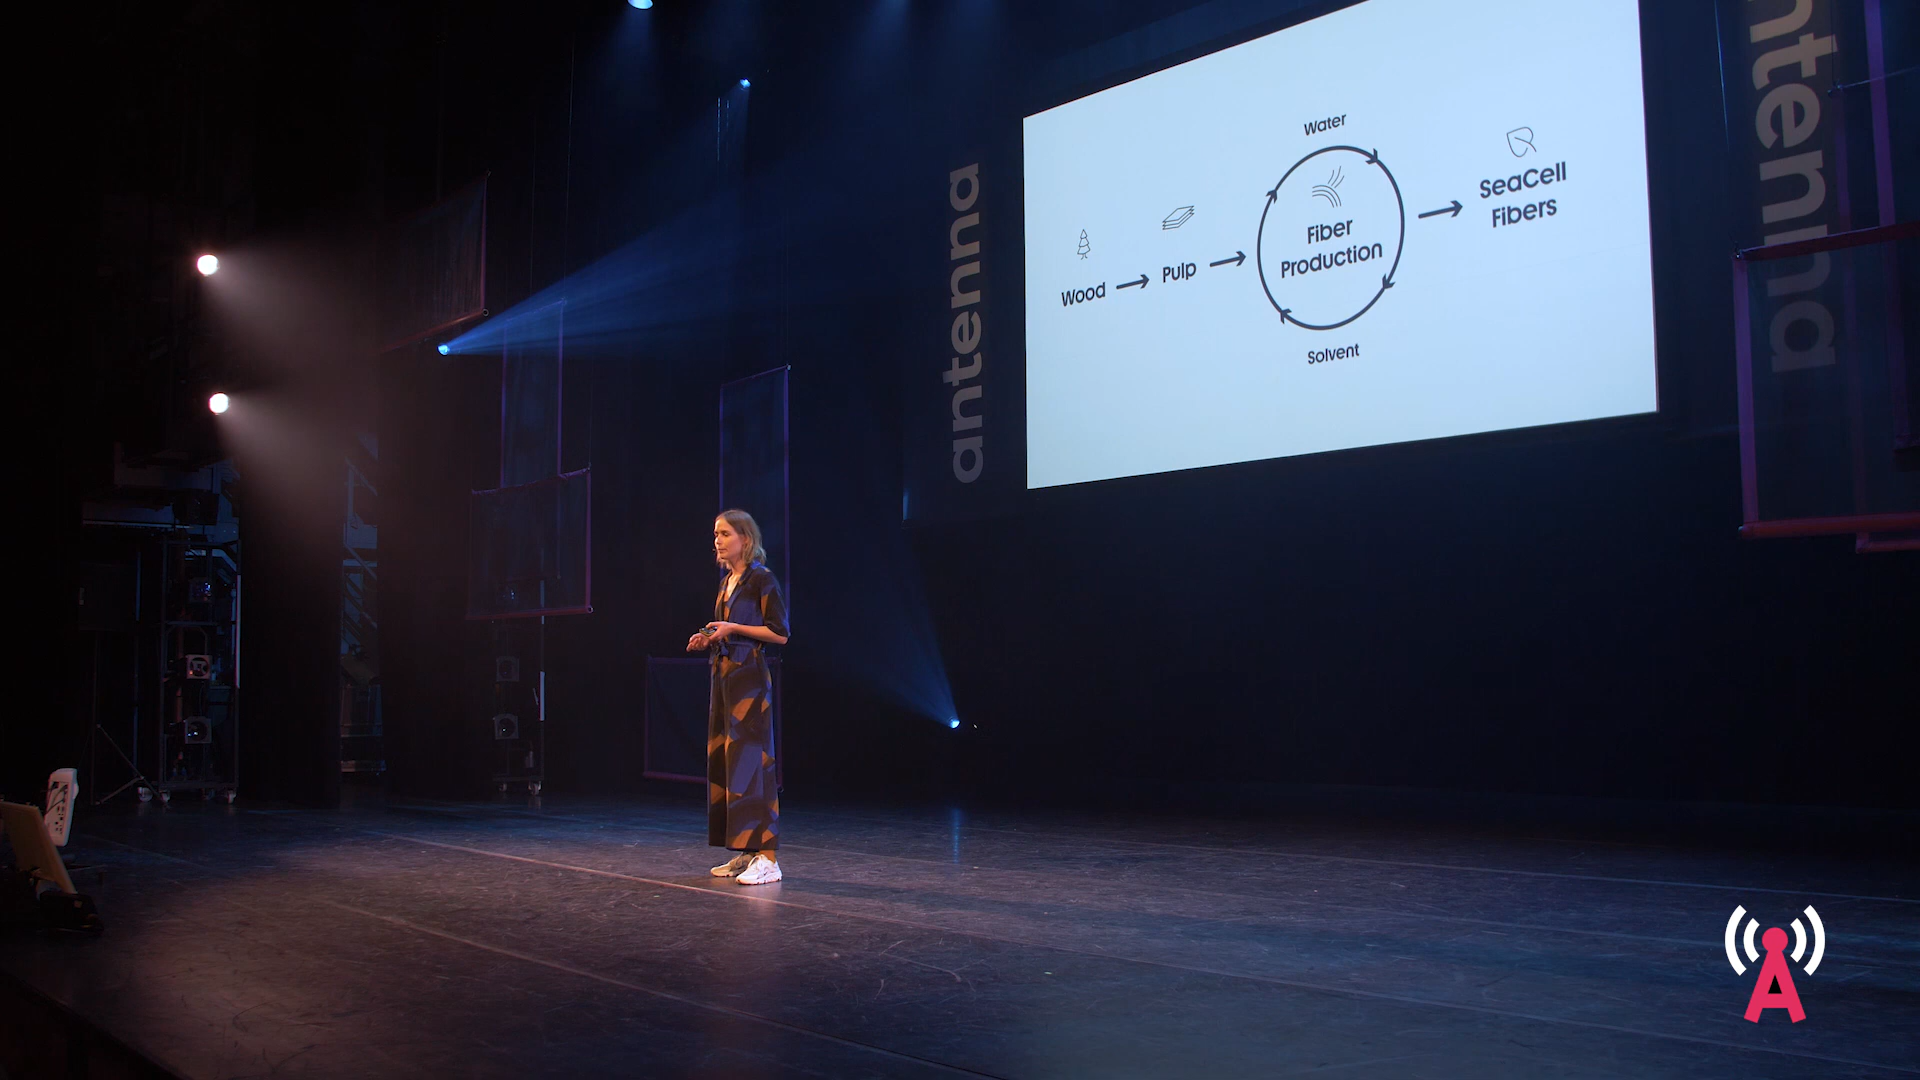 antenna
Water
Fiber
Production
Wood
Pulp
Solvent
SeaCell
Fibers
ntenna
A